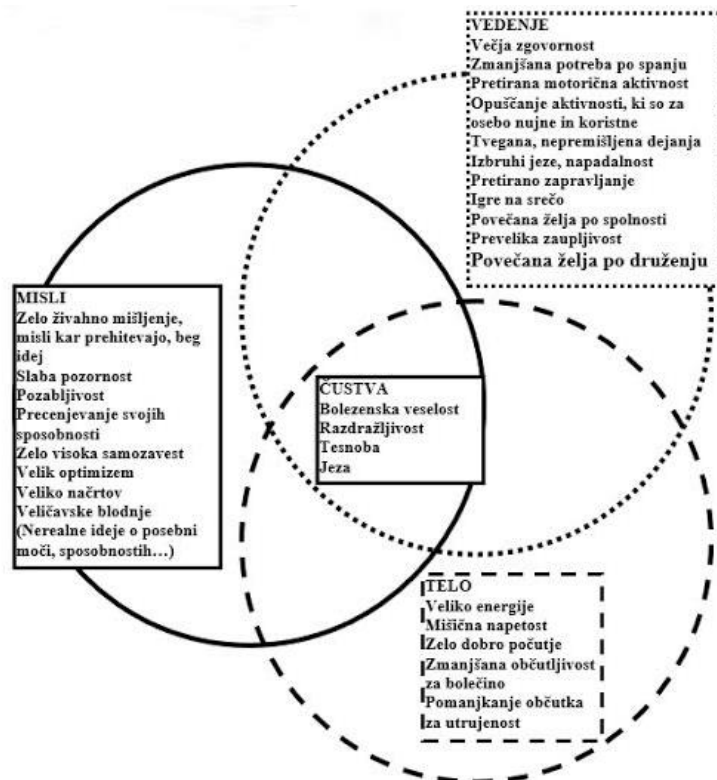 VEDENJE
Večja zgovornost
Zmanjšana potreba po spanju
Pretirana motorična aktivnost
Opuščanje aktivnosti, ki so za
osebo nujne in koristne
Tvegana, nepremišljena dejanja
Izbruhi jeze, napadalnost
Pretirano zapravljanje
Igre na srečo
Povečana želja po spolnosti
Prevelika zaupljivost
Povečana želja po druženju
MISLI
Zelo živahno mišljenje,
misli kar prehitevajo, beg
idej
Slaba pozornost
Pozabljivost
Precenjevanje svojih
sposobnosti
Zelo visoka samozavest
Velik optimizem
Veliko načrtov
Veličavske blodnje
(Nerealne ideje o posebni
moči, sposobnostih...)
ČUSTVA
Bolezenska veselost
Razdražljivost
Tesnoba
Jeza
TELO
Veliko energije
Mišična napetost
Zelo dobro počutje
Zmanjšana občutljivost
za bolečino
Pomanjkanje občutka
za utrujenost